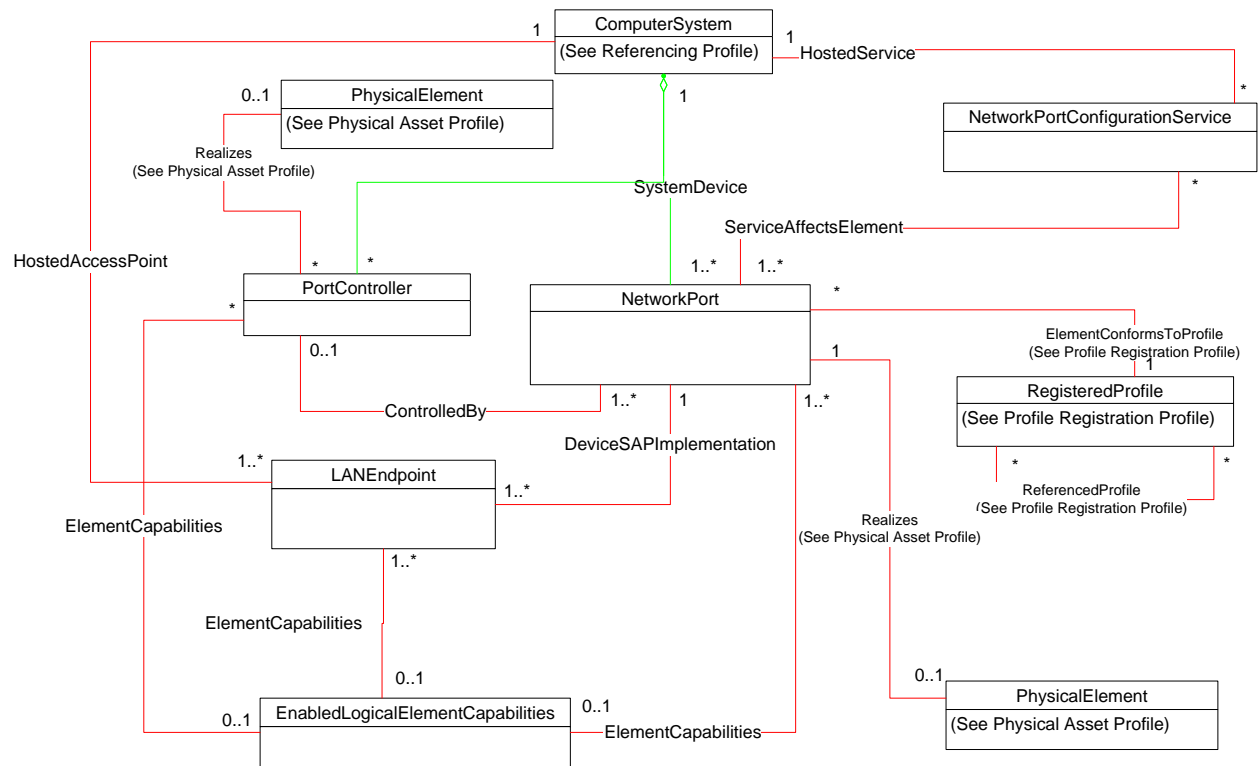 1
ComputerSystem
(See Referencing Profile)
1
HostedService
0..1
PhysicalElement
(See Physical Asset Profile)
1
*
NetworkPortConfigurationService
Realizes
(See Physical Asset Profile)
SystemDevice
*
ServiceAffectsElement
HostedAccessPoint
*
*
1..*
1..*
*
PortController
NetworkPort
*
0..1
1
ElementConformsToProfile
(See Profile Registration Profile)
1
RegisteredProfile
(See Profile Registration Profile)
ControlledBy
1..*
1
1..*
DeviceSAPImplementation
1..*
LANEndpoint
1..*
*
*
ReferencedProfile
(See Profile Registration Profile)
ElementCapabilities
Realizes
(See Physical Asset Profile)
1..*
ElementCapabilities
0..1
0..1
PhysicalElement
(See Physical Asset Profile)
0..1
EnabledLogicalElementCapabilities
0..1
ElementCapabilities